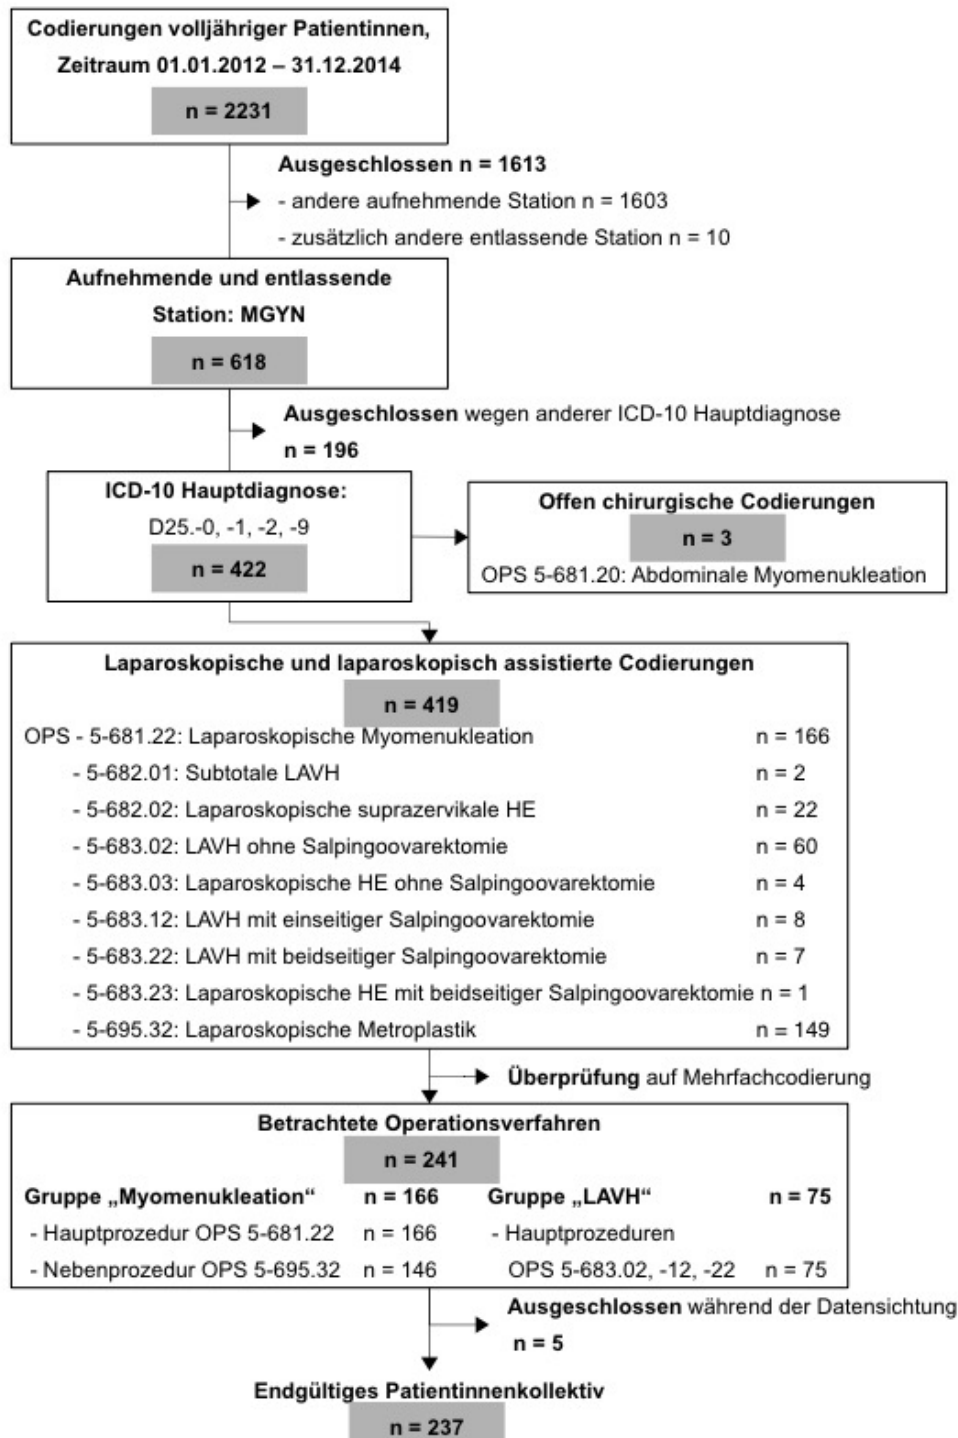 Codierungen volljähriger Patientinnen,
Zeitraum 01.01.2012 – 31.12.2014
n = 2231
Ausgeschlossen n = 1613
- andere aufnehmende Station n = 1603
- zusätzlich andere entlassende Station n = 10
Aufnehmende und entlassende
Station: MGYN
n = 618
Ausgeschlossen wegen anderer ICD-10 Hauptdiagnose
n = 196
ICD-10 Hauptdiagnose:
D25.-0, -1, -2, -9
n = 422
Offen chirurgische Codierungen
n = 3
OPS 5-681.20: Abdominale Myomenukleation
Laparoskopische und laparoskopisch assistierte Codierungen
n = 419
OPS - 5-681.22: Laparoskopische Myomenukleation n = 166
- 5-682.01: Subtotale LAVH n = 2
- 5-682.02: Laparoskopische suprazervikale HE n = 22
- 5-683.02: LAVH ohne Salpingoovarektomie n = 60
- 5-683.03: Laparoskopische HE ohne Salpingoovarektomie n = 4
- 5-683.12: LAVH mit einseitiger Salpingoovarektomie n = 8
- 5-683.22: LAVH mit beidseitiger Salpingoovarektomie n = 7
- 5-683.23: Laparoskopische HE mit beidseitiger Salpingoovarektomie n = 1
- 5-695.32: Laparoskopische Metroplastik n = 149
Überprüfung auf Mehrfachcodierung
Betrachtete Operationsverfahren
n = 241
Gruppe „Myomenukleation“ n = 166 Gruppe „LAVH“ n = 75
- Hauptprozedur OPS 5-681.22 n = 166 - Hauptprozeduren
- Nebenprozedur OPS 5-695.32 n = 146 OPS 5-683.02, -12, -22 n = 75
Ausgeschlossen während der Datensichtung
n = 5
Endgültiges Patientinnenkollektiv
n = 237